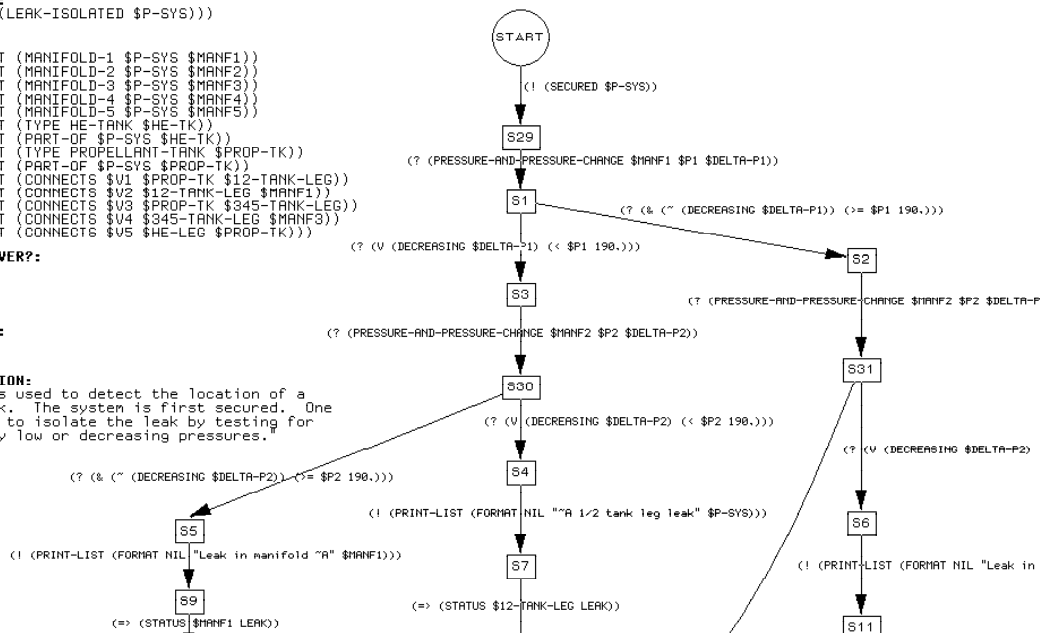 (LEAK-ISOLATED $P-SYS)))
T (MANIFOLD-1 $P-SYS $MANF1))
T (MANIFOLD-2 $P-SYS $MANF2))
T (MANIFOLD-3 $P-SYS $MANF3))
T (MANIFOLD-4 $P-SYS $MANF4))
T (MANIFOLD-5 $P-SYS $MANF5))
T (TYPE HE-TANK $HE-TK))
T (PART-OF $P-SYS $HE-TK))
T (TYPE PROPELLANT-TANK $PROP-TK))
T (PART-OF $P-SYS $PROP-TK))
T (CONNECTS $V1 $PROP-TK $12-TANK-LEG))
T (CONNECTS $V2 $12-TANK-LEG $MANF1))
T (CONNECTS $V3 $PROP-TK $345-TANK-LEG))
T (CONNECTS $V4 $345-TANK-LEG $MANF3))
T (CONNECTS $V5 $HE-LEG $PROP-TK)))
VER?:
:
ION:
s used to detect the location of a
k. The system is first secured. One
to isolate the leak by testing for
y low or decreasing pressures."
START
(! (SECURED $P-SYS))
S29
(? (PRESSURE-AND-PRESSURE-CHANGE $MANF1 $P1 $DELTA-P1))
S1
(? (& (~ (DECREASING $DELTA-P1)) (>= $P1 190.)))
(? (V (DECREASING $DELTA-P1) (< $P1 190.)))
S2
S3
(? (PRESSURE-AND-PRESSURE-CHANGE $MANF2 $P2 $DELTA-P
(? (PRESSURE-AND-PRESSURE-CHANGE $MANF2 $P2 $DELTA-P2))
S31
S30
(? (V (DECREASING $DELTA-P2) (< $P2 190.)))
(? (V (DECREASING $DELTA-P2)
S4
(? (& (~ (DECREASING $DELTA-P2)) (>= $P2 190.)))
(! (PRINT-LIST (FORMAT NIL "~A 1/2 tank leg leak" $P-SYS)))
S6
S5
(! (PRINT-LIST (FORMAT NIL "Leak in manifold ~A" $MANF1)))
S7
(! (PRINT-LIST (FORMAT NIL "Leak in
S9
(=> (STATUS $12-TANK-LEG LEAK))
(=> (STATUS $MANF1 LEAK))
S11